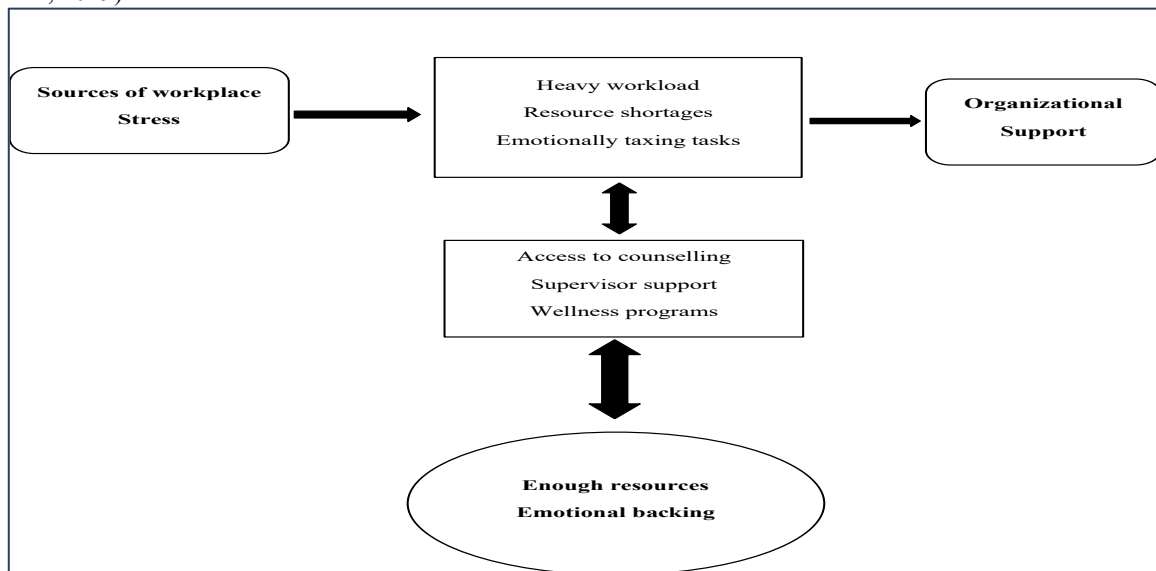 Sources of workplace
Stress
Heavy workload
Resource shortages
Emotionally taxing tasks
Organizational
Support
Access to counselling
Supervisor support
Wellness programs
Enough resources
Emotional backing